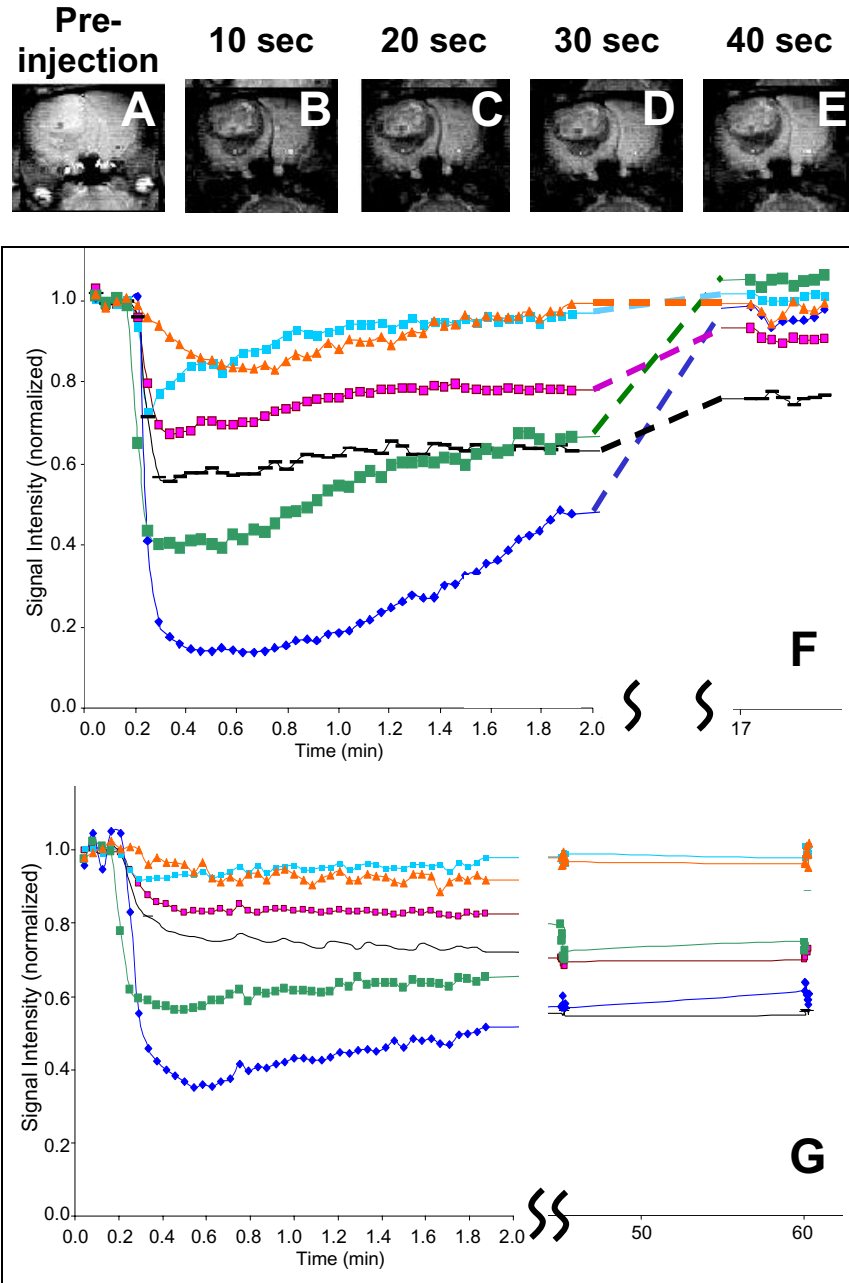 Pre-
injection
10 sec
20 sec
30 sec
40 sec
A
B
C
D
E
Signal Intensity (normalized)
1.0
0.8
0.6
0.4
0.2
0.0
0.0 0.2 0.4 0.6 0.8 1.0 1.2 1.4 1.6 1.8 2.0 17
Time (min)
F
Signal Intensity (normalized)
1.0
0.8
0.6
0.4
0.2
0.0
0.0 0.2 0.4 0.6 0.8 1.0 1.2 1.4 1.6 1.8 2.0 50 60
Time (min)
G